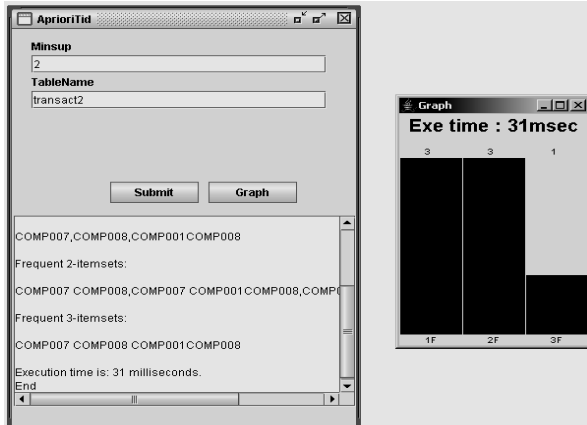 AprioriTid
Minsup
2
TableName
transact2
Submit
Graph
COMP007,COMP008,COMP001COMP008
Frequent 2-itemsets:
COMP007 COMP008,COMP007 COMP001COMP008,COMP(
Frequent 3-itemsets:
COMP007 COMP008 COMP001COMP008
Execution time is: 31 milliseconds.
End
Graph
Exe time : 31msec
3 3 1
1F 2F 3F